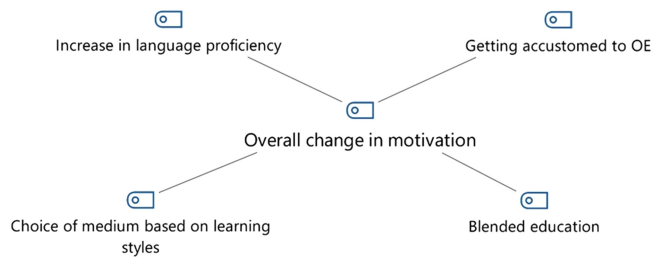 Increase in language proficiency
Getting accustomed to OE
Overall change in motivation
Choice of medium based on learning
styles
Blended education